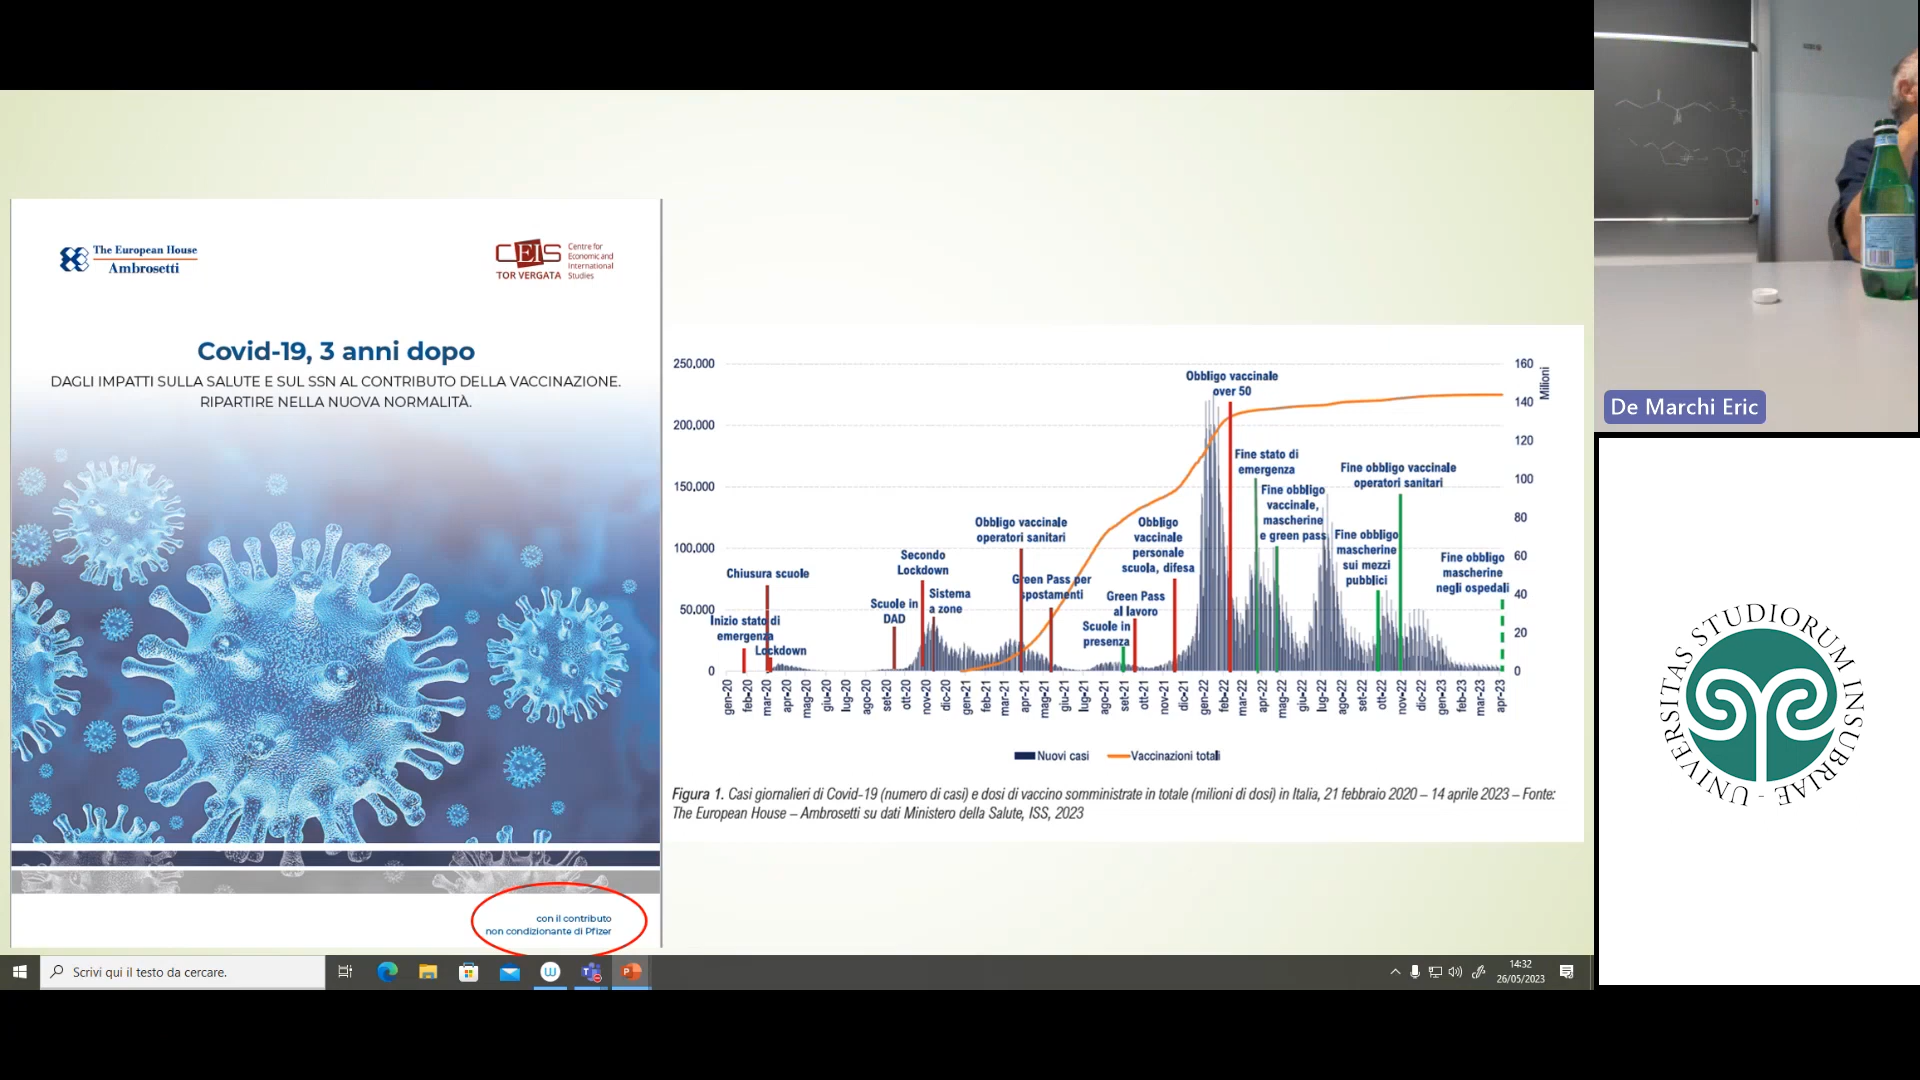 The European House
Ambrosetti
CEIS
TOR VERGATA
Centre for
Economic and
International
Studies
Covid-19, 3 anni dopo
DAGLI IMPATTI SULLA SALUTE E SUL SSN AL CONTRIBUTO DELLA VACCINAZIONE.
RIPARTIRE NELLA NUOVA NORMALITÀ.
con il contributo
non condizionante di Pfizer
250,000
200,000
150,000
100,000
50,000
0
160
140
120
100
80
60
40
20
0
Milioni
Inizio stato di
emergenza
Chiusura scuole
Lockdown
Scuole in
DAD
Secondo
Lockdown
Sistema
a zone
Obbligo vaccinale
operatori sanitari
Green Pass per
spostamenti
Scuole in
presenza
Green Pass
al lavoro
Obbligo
vaccinale
personale
scuola, difesa
Obbligo vaccinale
over 50
Fine stato di
emergenza
Fine obbligo
vaccinale,
mascherine
e green pass
Fine obbligo
mascherine
sui mezzi
pubblici
Fine obbligo vaccinale
operatori sanitari
Fine obbligo
mascherine
negli ospedali
gen-20
feb-20
mar-20
apr-20
mag-20
giu-20
lug-20
ago-20
set-20
ott-20
nov-20
dic-20
gen-21
feb-21
mar-21
apr-21
mag-21
giu-21
lug-21
ago-21
set-21
ott-21
nov-21
dic-21
gen-22
feb-22
mar-22
apr-22
mag-22
giu-22
lug-22
ago-22
set-22
ott-22
nov-22
dic-22
gen-23
feb-23
mar-23
apr-23
Nuovi casi
Vaccinazioni totali
Figura 1. Casi giornalieri di Covid-19 (numero di casi) e dosi di vaccino somministrate in totale (milioni di dosi) in Italia, 21 febbraio 2020 – 14 aprile 2023 – Fonte:
The European House – Ambrosetti su dati Ministero della Salute, ISS, 2023
Scrivi qui il testo da cercare.
14:32
26/05/2023
De Marchi Eric
UNIVERSITAS STUDIORUM INSUBRIAE